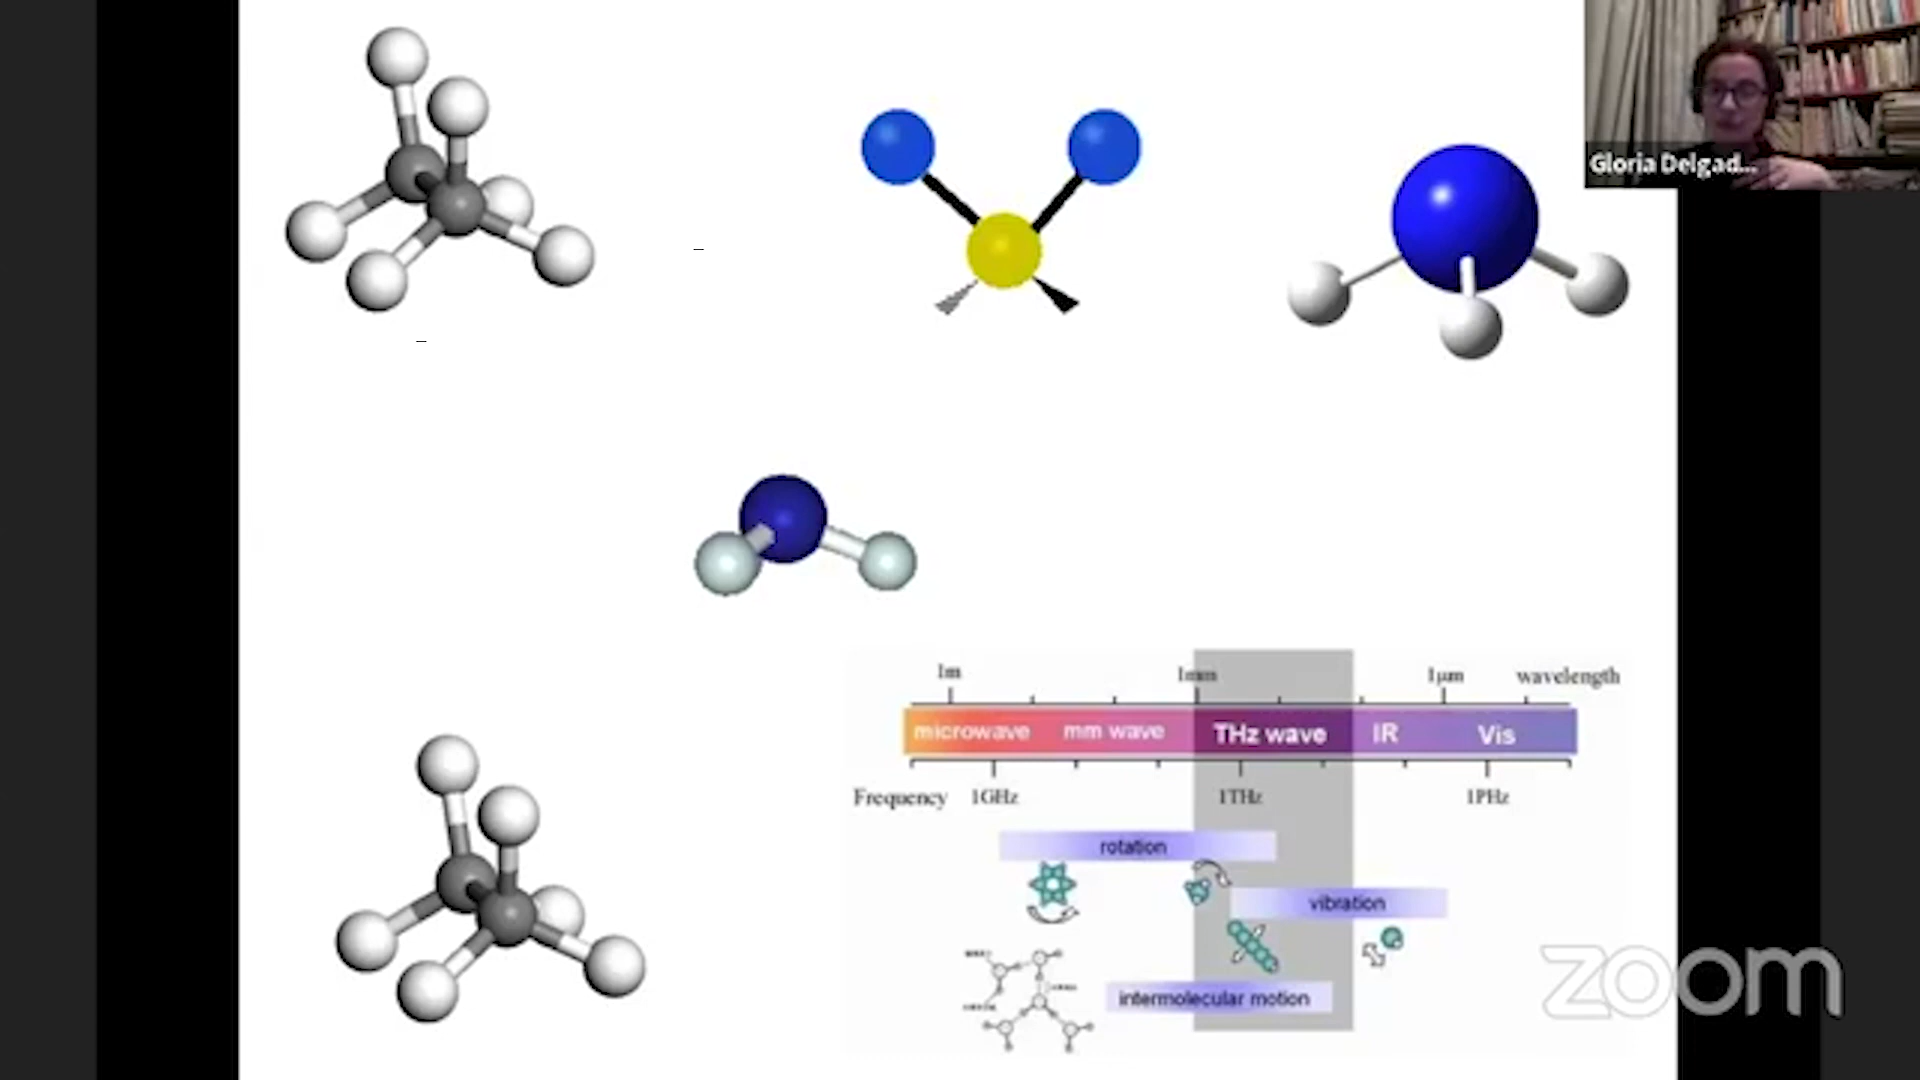 Gloria Delgad...
1m
1mm
1μm
wavelength
microwave
mm wave
THz wave
IR
Vis
Frequency
1GHz
1THz
1PHz
rotation
vibration
intermolecular motion
zoom